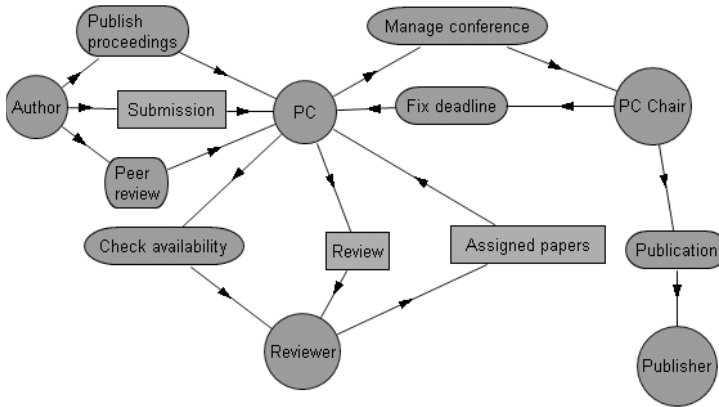 Publish
proceedings
Manage conference
Author
Submission
PC
Fix deadline
PC Chair
Peer
review
Check availability
Review
Assigned papers
Publication
Reviewer
Publisher